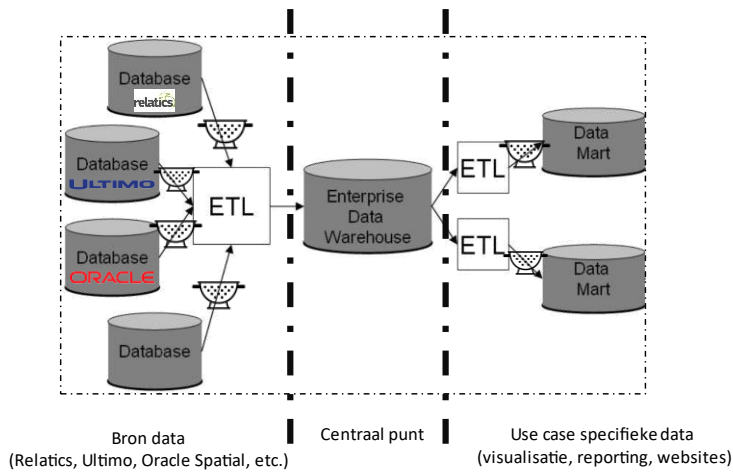 Database
relatics
Database
ULTIMO
Database
ORACLE
Database
ETL
Enterprise
Data
Warehouse
ETL
ETL
Data
Mart
Data
Mart
Bron data
(Relatics, Ultimo, Oracle Spatial, etc.)
Centraal punt
Use case specifieke data
(visualisatie, reporting, websites)